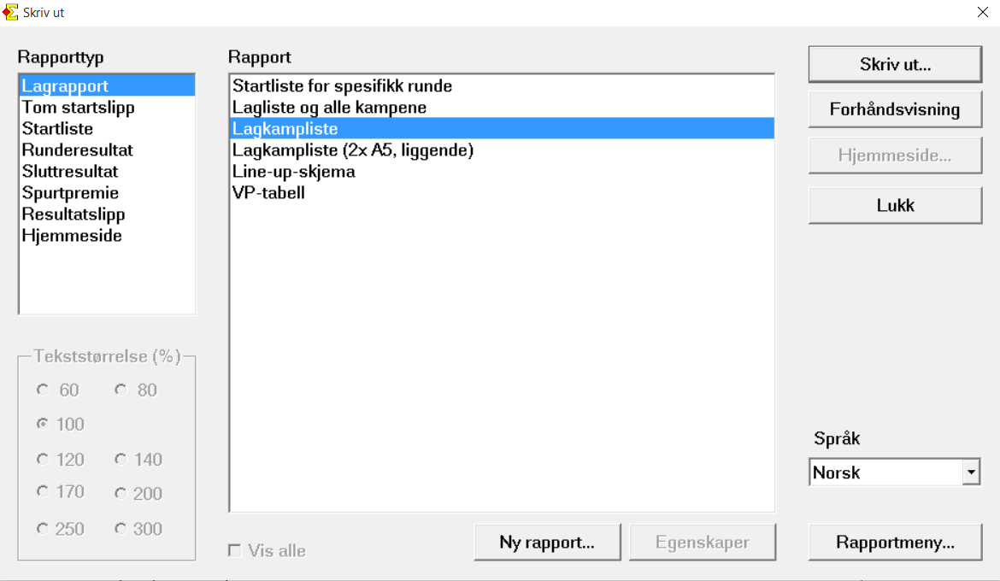 Skriv ut
Rapporttyp
Lagrapport
Tom startslipp
Startliste
Runderesultat
Sluttresultat
Spurtpremie
Resultatslipp
Hjemmeside
Rapport
Startliste for spesifikk runde
Lagliste og alle kampene
Lagkampliste
Lagkampliste (2x A5, liggende)
Line-up-skjema
VP-tabell
Skriv ut...
Forhåndsvisning
Hjemmeside...
Lukk
Tekststørrelse (%)
60 80
100
120 140
170 200
250 300
Vis alle
Ny rapport...
Egenskaper
Språk
Norsk
Rapportmeny...